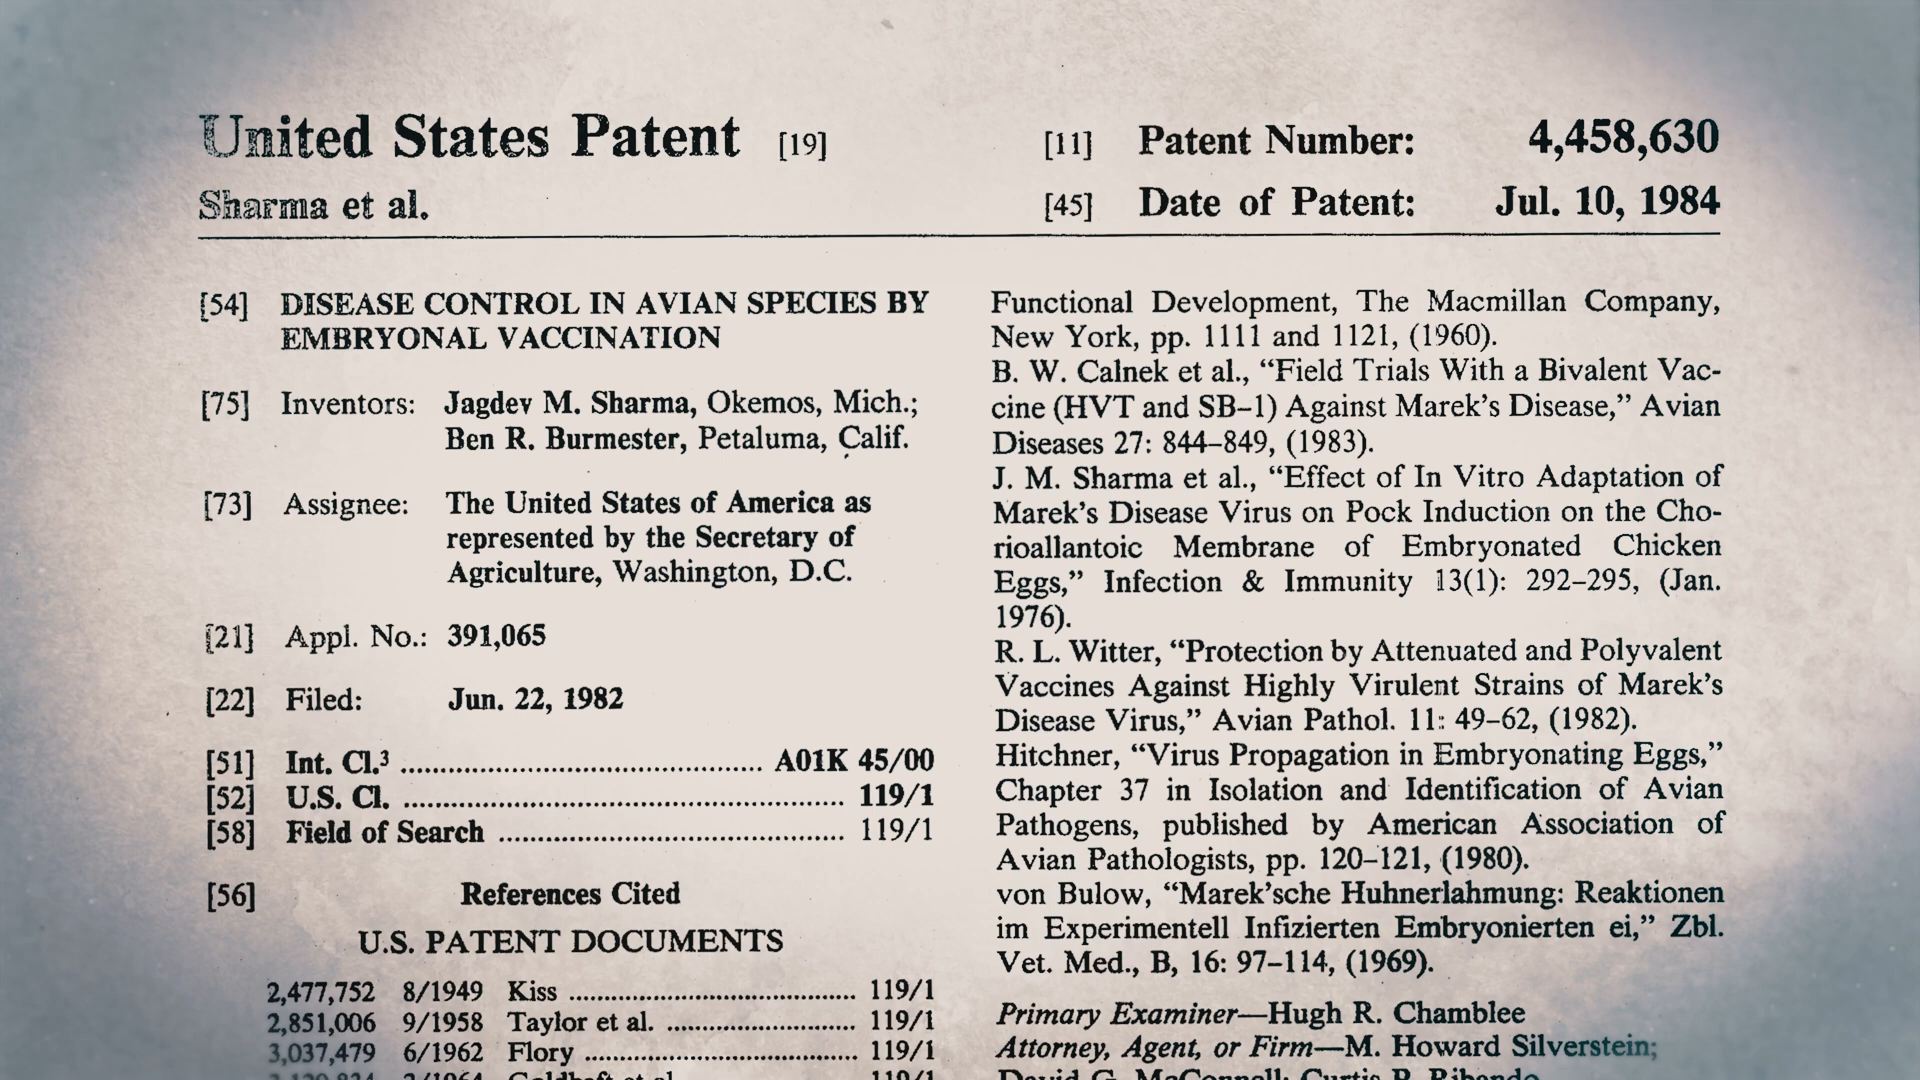 United States Patent [19]
Sharma et al.
[11] Patent Number: 4,458,630
[45] Date of Patent: Jul. 10, 1984
[54] DISEASE CONTROL IN AVIAN SPECIES BY
EMBRYONAL VACCINATION
[75] Inventors: Jagdev M. Sharma, Okemos, Mich.;
Ben R. Burmester, Petaluma, Calif.
[73] Assignee: The United States of America as
represented by the Secretary of
Agriculture, Washington, D.C.
[21] Appl. No.: 391,065
[22] Filed: Jun. 22, 1982
[51] Int. Cl.³ ............................................... A01K 45/00
[52] U.S. Cl. ......................................................... 119/1
[58] Field of Search ............................................ 119/1
[56] References Cited
U.S. PATENT DOCUMENTS
2,477,752 8/1949 Kiss ........................................ 119/1
2,851,006 9/1958 Taylor et al. ........................... 119/1
3,037,479 6/1962 Flory ...................................... 119/1
Functional Development, The Macmillan Company,
New York, pp. 1111 and 1121, (1960).
B. W. Calnek et al., “Field Trials With a Bivalent Vac-
cine (HVT and SB–1) Against Marek’s Disease,” Avian
Diseases 27: 844–849, (1983).
J. M. Sharma et al., “Effect of In Vitro Adaptation of
Marek’s Disease Virus on Pock Induction on the Cho-
rioallantoic Membrane of Embryonated Chicken
Eggs,” Infection & Immunity 13(1): 292–295, (Jan.
1976).
R. L. Witter, “Protection by Attenuated and Polyvalent
Vaccines Against Highly Virulent Strains of Marek’s
Disease Virus,” Avian Pathol. 11: 49–62, (1982).
Hitchner, “Virus Propagation in Embryonating Eggs,”
Chapter 37 in Isolation and Identification of Avian
Pathogens, published by American Association of
Avian Pathologists, pp. 120–121, (1980).
von Bulow, “Marek’sche Huhnerlahmung: Reaktionen
im Experimentell Infizierten Embryonierten ei,” Zbl.
Vet. Med., B, 16: 97–114, (1969).
Primary Examiner—Hugh R. Chamblee
Attorney, Agent, or Firm—M. Howard Silverstein;
David G. McConnell; Curtis P. Ribando